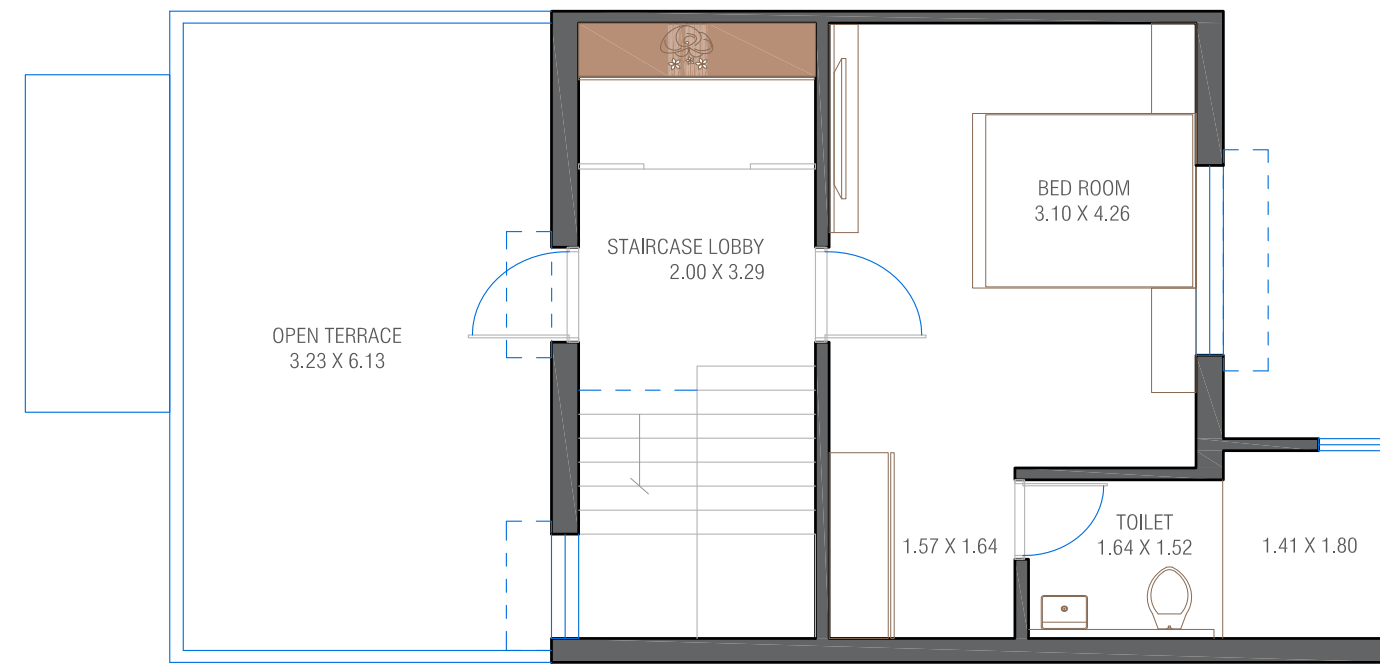 BED ROOM
3.10 X 4.26
STAIRCASE LOBBY
2.00 X 3.29
OPEN TERRACE
3.23 X 6.13
1.57 X 1.64
TOILET
1.64 X 1.52
1.41 X 1.80